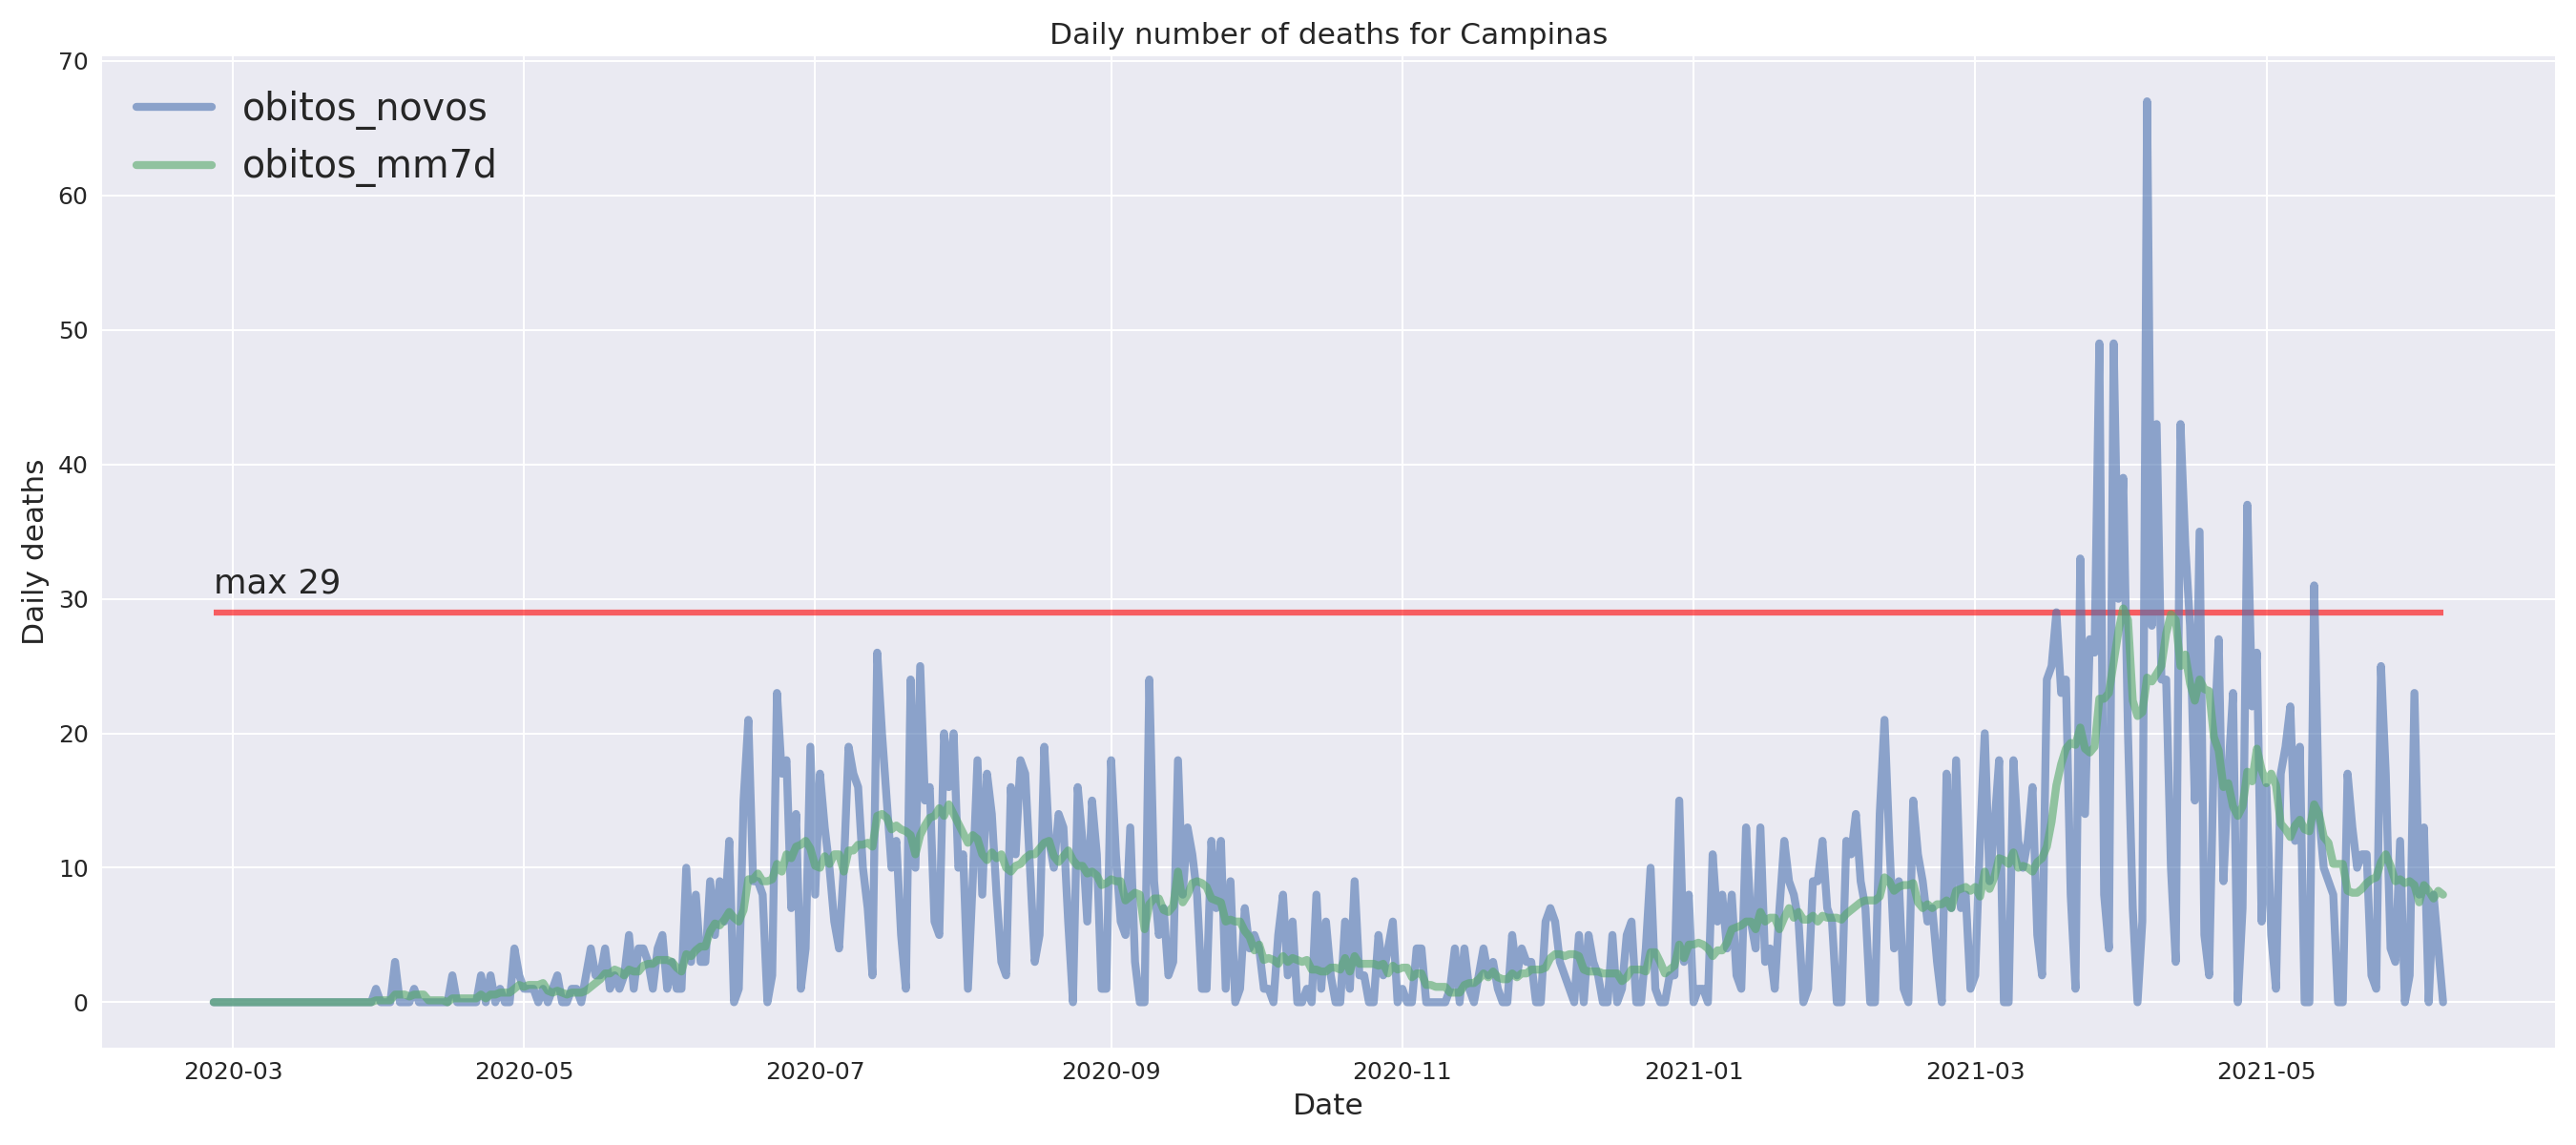 Daily number of deaths for Campinas
obitos_novos
obitos_mm7d
max 29
Daily deaths
70
60
50
40
30
20
10
0
2020-03 2020-05 2020-07 2020-09 2020-11 2021-01 2021-03 2021-05
Date